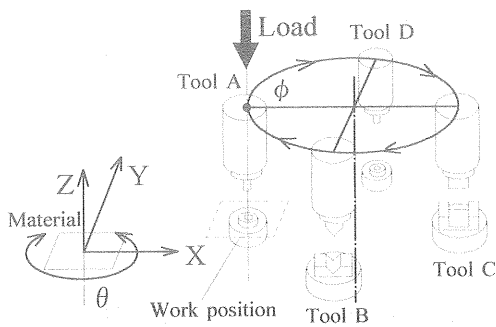 Load
Tool D
Tool A
ϕ
Z
Y
Material
X
Tool C
θ
Work position
Tool B